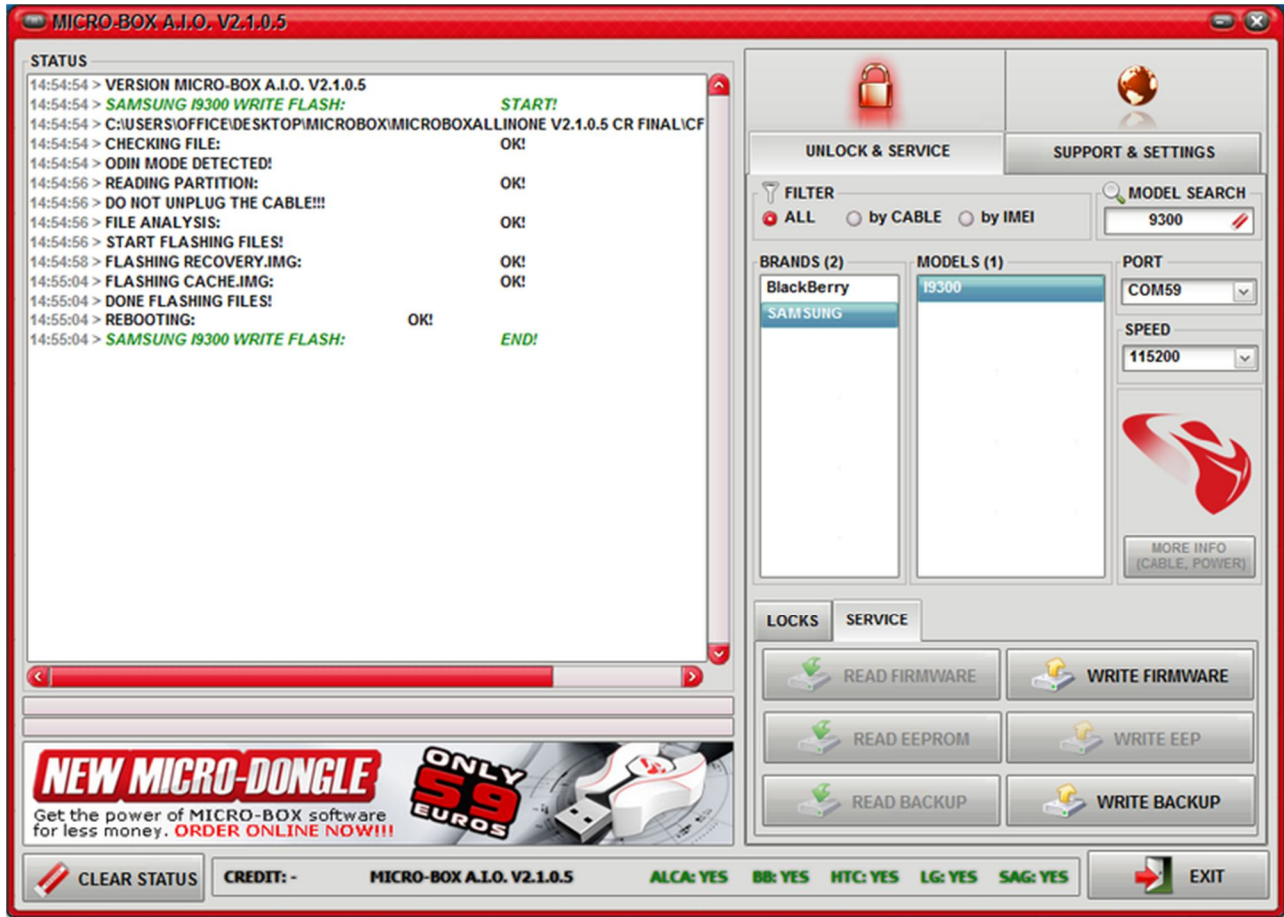 MICRO-BOX A.I.O. V2.1.0.5
STATUS
14:54:54 > VERSION MICRO-BOX A.I.O. V2.1.0.5
14:54:54 > SAMSUNG I9300 WRITE FLASH: START!
14:54:54 > C:\USERS\OFFICE\DESKTOP\MICROBOX\MICROBOXALLINONE V2.1.0.5 CR FINAL\CF
14:54:54 > CHECKING FILE: OK!
14:54:54 > ODIN MODE DETECTED!
14:54:56 > READING PARTITION: OK!
14:54:56 > DO NOT UNPLUG THE CABLE!!!
14:54:56 > FILE ANALYSIS: OK!
14:54:56 > START FLASHING FILES!
14:54:58 > FLASHING RECOVERY.IMG: OK!
14:55:04 > FLASHING CACHE.IMG: OK!
14:55:04 > DONE FLASHING FILES!
14:55:04 > REBOOTING: OK!
14:55:04 > SAMSUNG I9300 WRITE FLASH: END!
NEW MICRO-DONGLE
Get the power of MICRO-BOX software
for less money. ORDER ONLINE NOW!!!
ONLY
59
EUROS
UNLOCK & SERVICE
SUPPORT & SETTINGS
FILTER
ALL by CABLE by IMEI
MODEL SEARCH
9300
BRANDS (2)
BlackBerry
SAMSUNG
MODELS (1)
I9300
PORT
COM59
SPEED
115200
MORE INFO
(CABLE, POWER)
LOCKS SERVICE
READ FIRMWARE WRITE FIRMWARE
READ EEPROM WRITE EEP
READ BACKUP WRITE BACKUP
CLEAR STATUS
CREDIT: - MICRO-BOX A.I.O. V2.1.0.5 ALCA: YES BB: YES HTC: YES LG: YES SAG: YES
EXIT